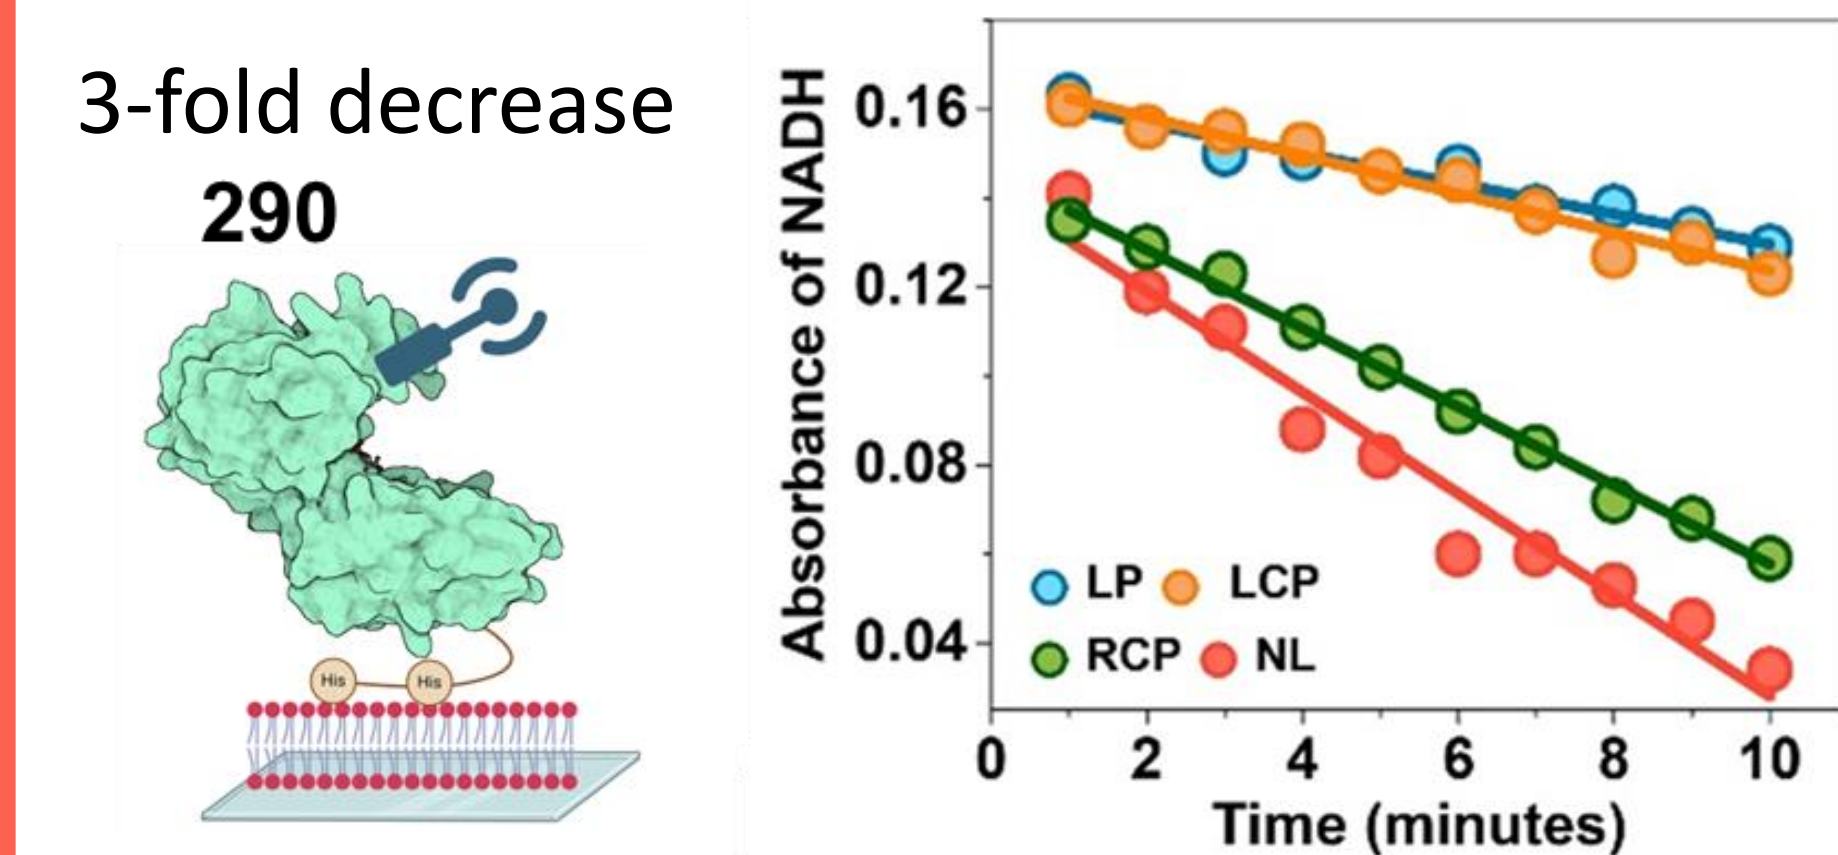 3-fold decrease
290
His His
Absorbance of NADH
0.16
0.12
0.08
0.04
LP LCP
RCP NL
0 2 4 6 8 10
Time (minutes)